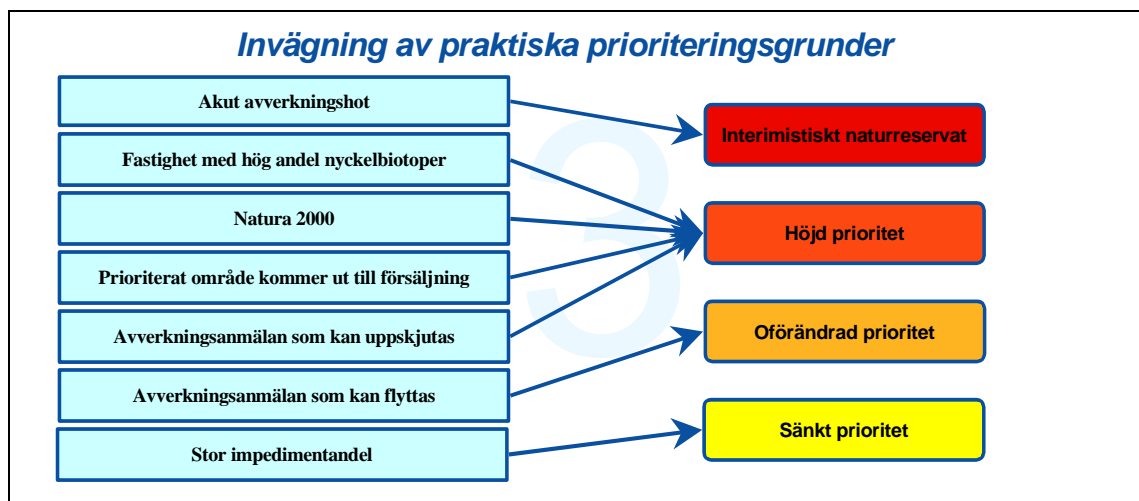 Invägning av praktiska prioriteringsgrunder
Akut avverkningshot
Fastighet med hög andel nyckelbiotoper
Natura 2000
Prioriterat område kommer ut till försäljning
Avverkningsanmälan som kan uppskjutas
Avverkningsanmälan som kan flyttas
Stor impedimentandel
3
Interimistiskt naturreservat
Höjd prioritet
Oförändrad prioritet
Sänkt prioritet